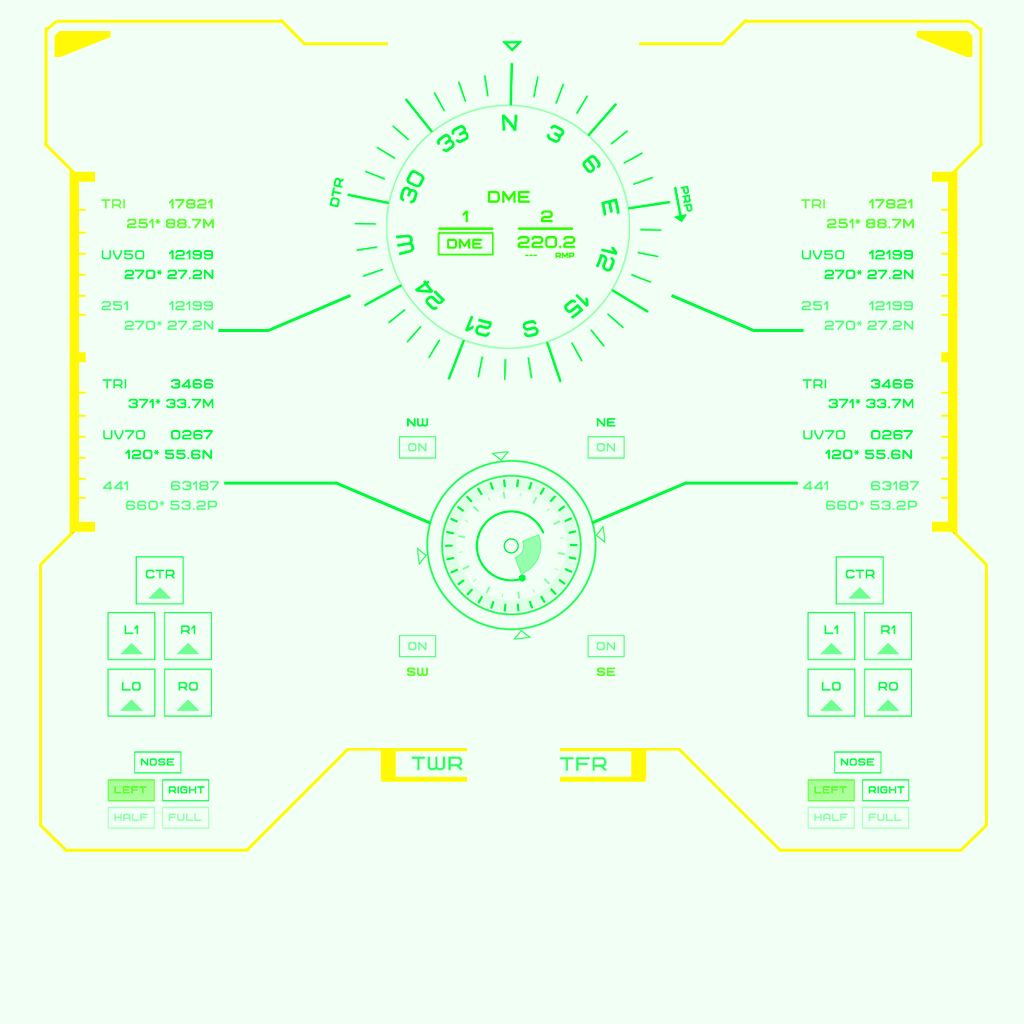 N
3
6
E
12
15
S
21
24
W
30
33
DTR
PRP
DME
1 2
DME 220.2
--- RMP
TRI 17821
251° 88.7M
UV50 12199
270° 27.2N
251 12199
270° 27.2N
TRI 3466
371° 33.7M
UV70 0267
120° 55.6N
441 63187
660° 53.2P
TRI 17821
251° 88.7M
UV50 12199
270° 27.2N
251 12199
270° 27.2N
TRI 3466
371° 33.7M
UV70 0267
120° 55.6N
441 63187
660° 53.2P
NW NE
ON ON
ON ON
SW SE
CTR
L1 R1
L0 R0
NOSE
LEFT RIGHT
HALF FULL
TWR TFR
CTR
L1 R1
L0 R0
NOSE
LEFT RIGHT
HALF FULL